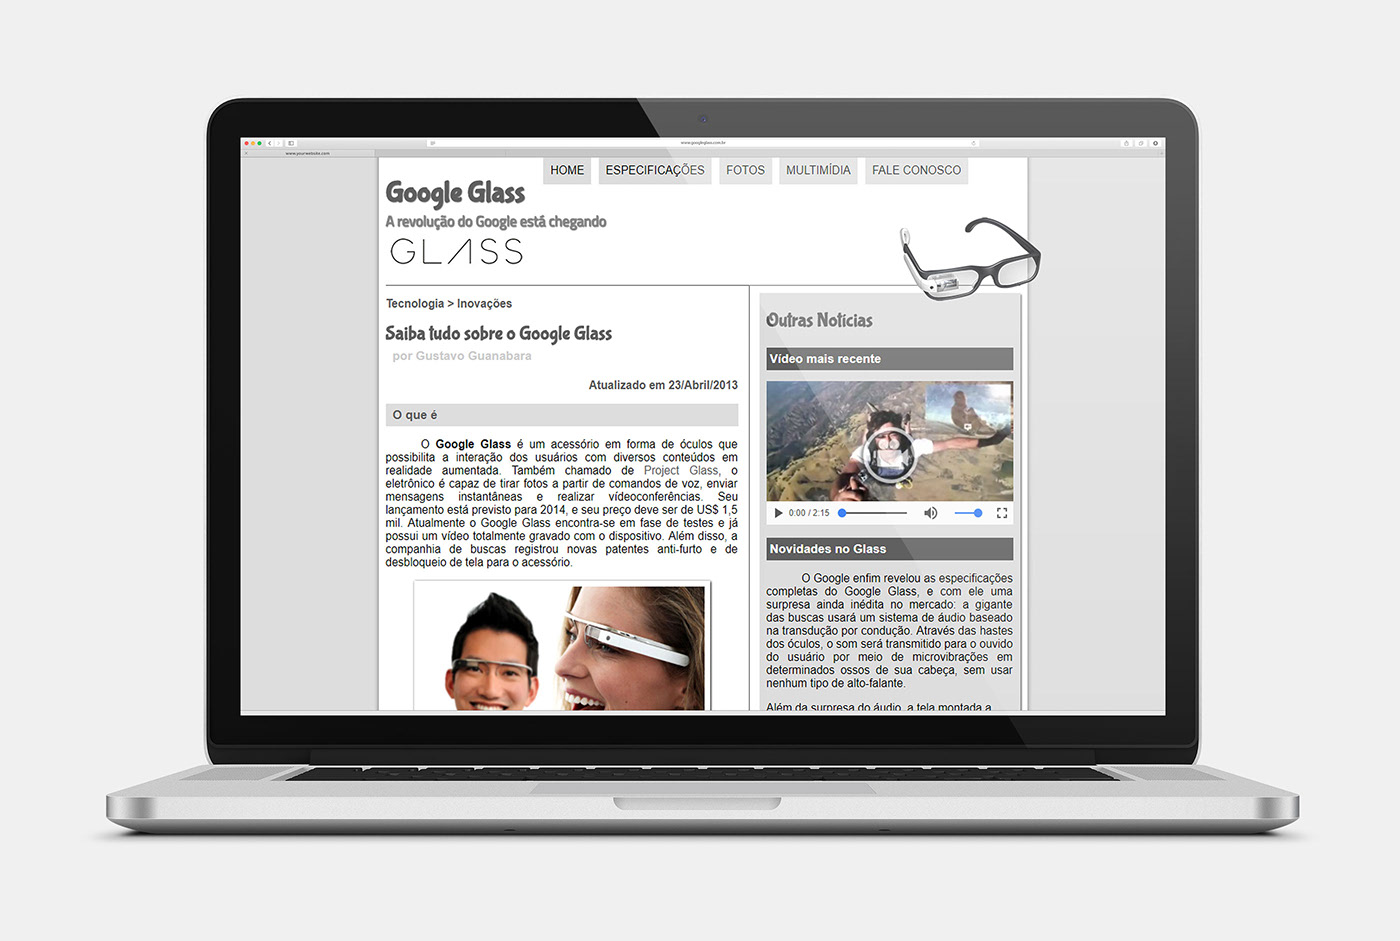 www.googleglass.com.br
www.yourwebsite.com
HOME ESPECIFICAÇÕES FOTOS MULTIMÍDIA FALE CONOSCO
Google Glass
A revolução do Google está chegando
GLASS
Tecnologia > Inovações
Saiba tudo sobre o Google Glass
por Gustavo Guanabara
Atualizado em 23/Abril/2013
O que é
O Google Glass é um acessório em forma de óculos que
possibilita a interação dos usuários com diversos conteúdos em
realidade aumentada. Também chamado de Project Glass, o
eletrônico é capaz de tirar fotos a partir de comandos de voz, enviar
mensagens instantâneas e realizar vídeoconferências. Seu
lançamento está previsto para 2014, e seu preço deve ser de US$ 1,5
mil. Atualmente o Google Glass encontra-se em fase de testes e já
possui um vídeo totalmente gravado com o dispositivo. Além disso, a
companhia de buscas registrou novas patentes anti-furto e de
desbloqueio de tela para o acessório.
Outras Notícias
Vídeo mais recente
0:00 / 2:15
Novidades no Glass
O Google enfim revelou as especificações
completas do Google Glass, e com ele uma
surpresa ainda inédita no mercado: a gigante
das buscas usará um sistema de áudio baseado
na transdução por condução. Através das hastes
dos óculos, o som será transmitido para o ouvido
do usuário por meio de microvibrações em
determinados ossos de sua cabeça, sem usar
nenhum tipo de alto-falante.
Além da surpresa do áudio, a tela montada a